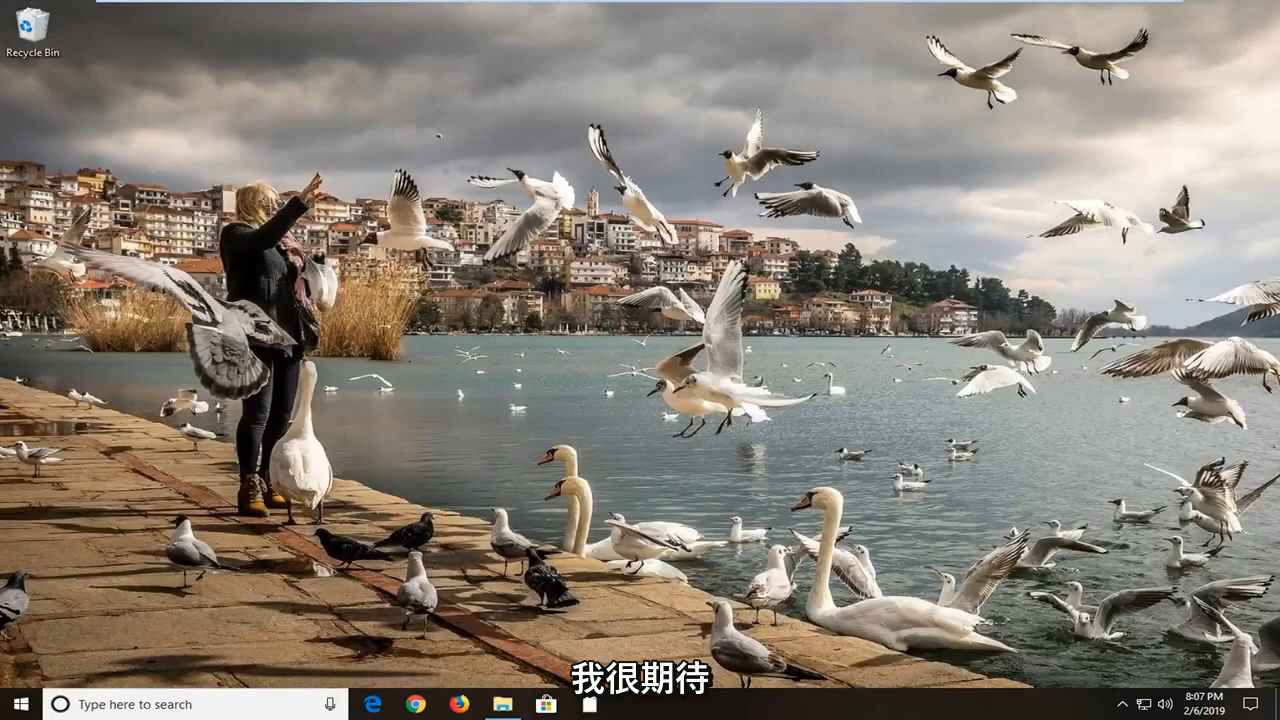 Recycle Bin
我很期待
Type here to search
8:07 PM
2/6/2019